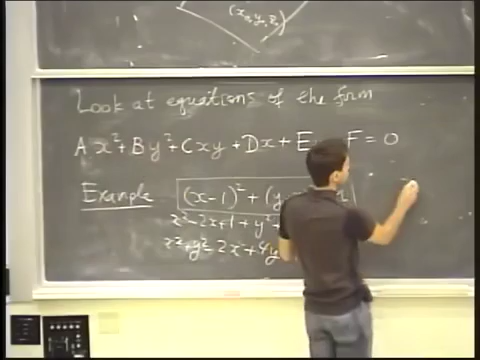 (x₀, y₀, z₀)
Look at equations of the form
Ax² + By² + Cxy + Dx + E F = 0
Example (x-1)² + (y
x² - 2x + 1 + y² +
x² + y² - 2x + 4y